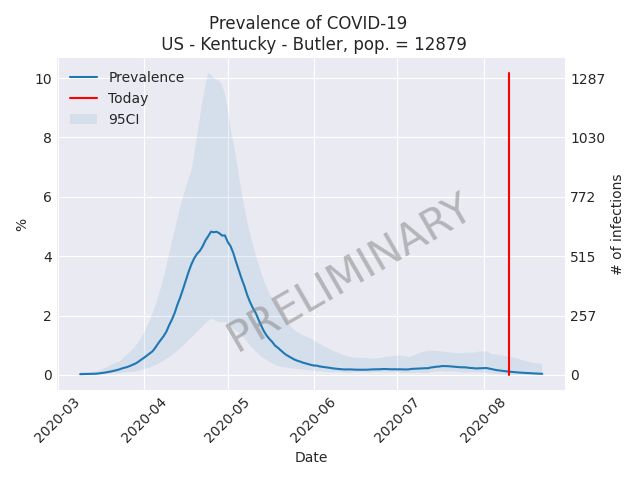 Prevalence of COVID-19
US - Kentucky - Butler, pop. = 12879
Prevalence
Today
95CI
PRELIMINARY
%
10
8
6
4
2
0
1287
1030
772
515
257
0
# of infections
2020-03
2020-04
2020-05
2020-06
2020-07
2020-08
Date